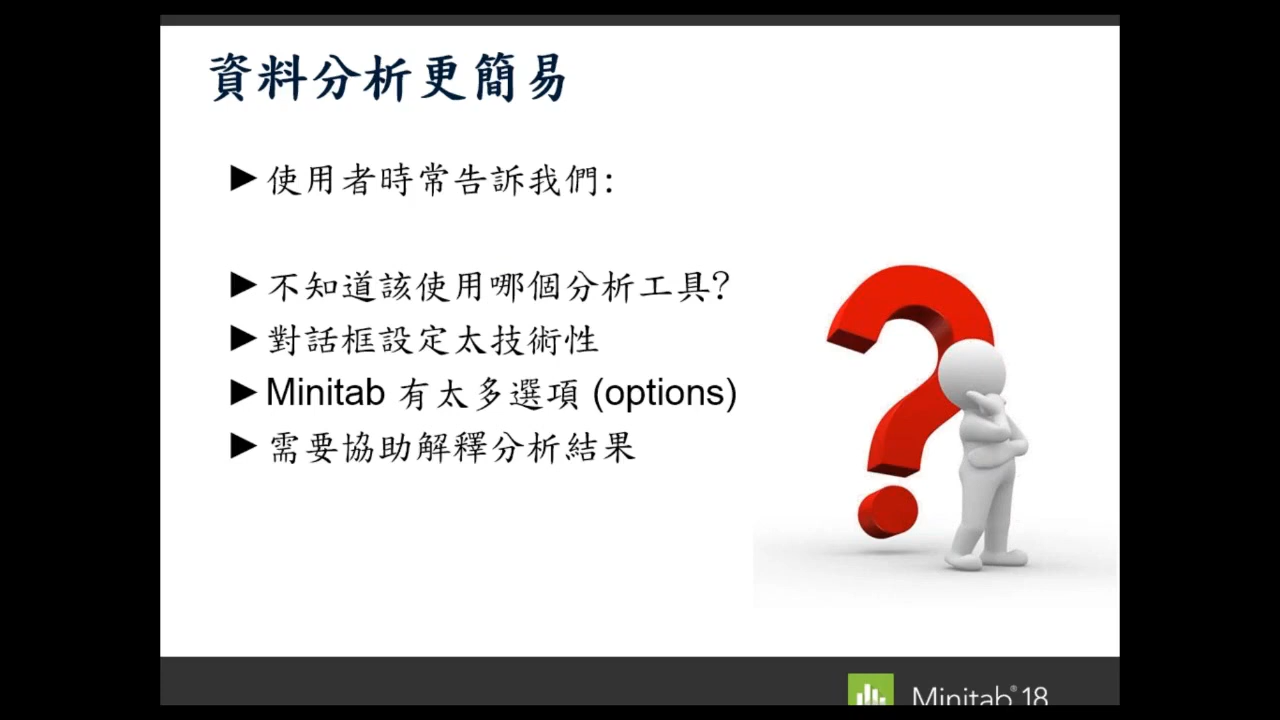 資料分析更簡易
►使用者時常告訴我們:
►不知道該使用哪個分析工具?
►對話框設定太技術性
►Minitab 有太多選項 (options)
►需要協助解釋分析結果
Minitab® 18